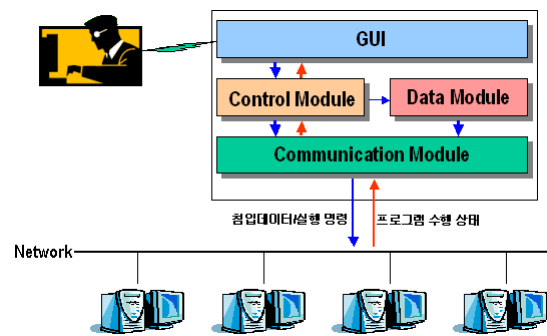 GUI
Control Module
Data Module
Communication Module
첨입데이터/실행 명령
프로그램 수행 상태
Network